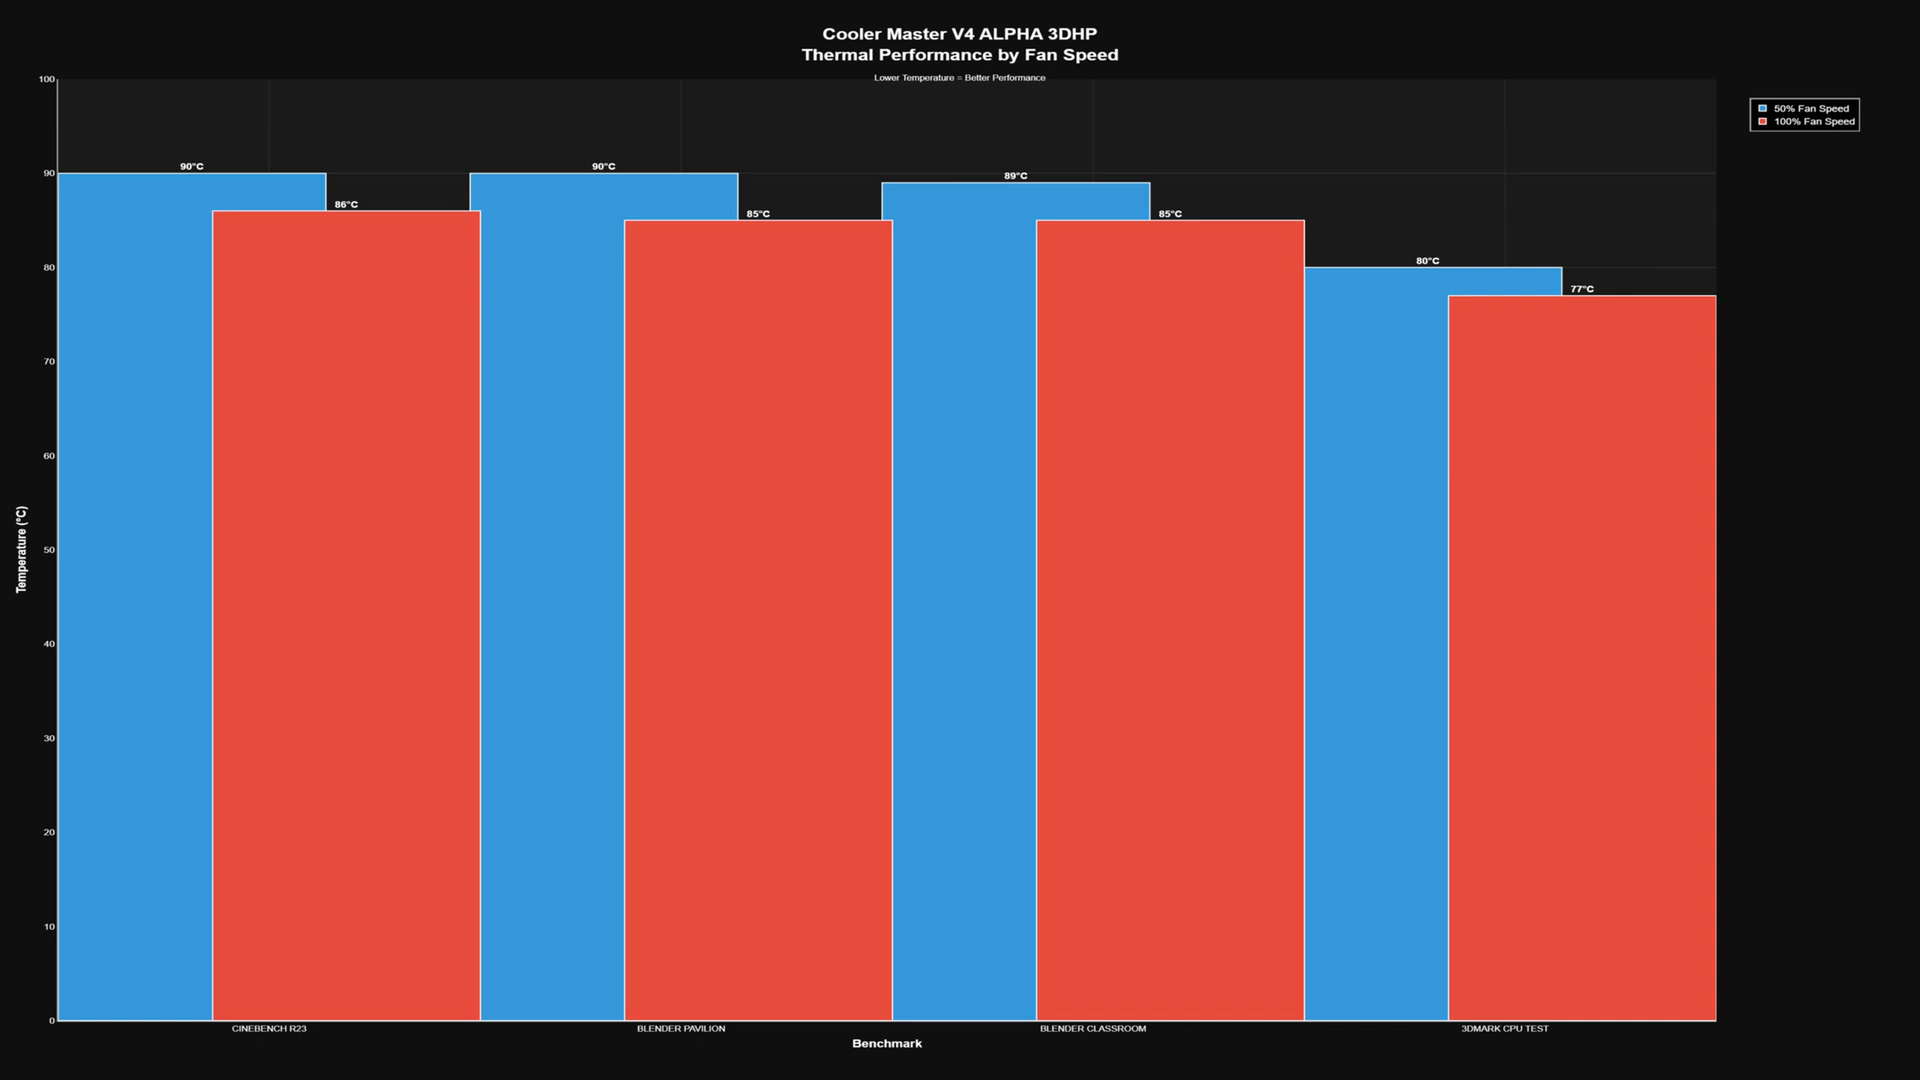 Cooler Master V4 ALPHA 3DHP
Thermal Performance by Fan Speed
Lower Temperature = Better Performance
50% Fan Speed
100% Fan Speed
Temperature (°C)
100
90
80
70
60
50
40
30
20
10
0
90°C
86°C
90°C
85°C
89°C
85°C
80°C
77°C
CINEBENCH R23
BLENDER PAVILION
BLENDER CLASSROOM
3DMARK CPU TEST
Benchmark